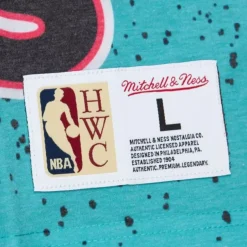 Mitchell & Ness
H
W
C
NBA
L
MITCHELL & NESS NOSTALGIA CO.
AUTHENTIC LICENSED APPAREL
DESIGNED IN PHILADELPHIA, PA
ESTABLISHED 1904
AUTHENTIC.PREMIUM.LEGENDARY.